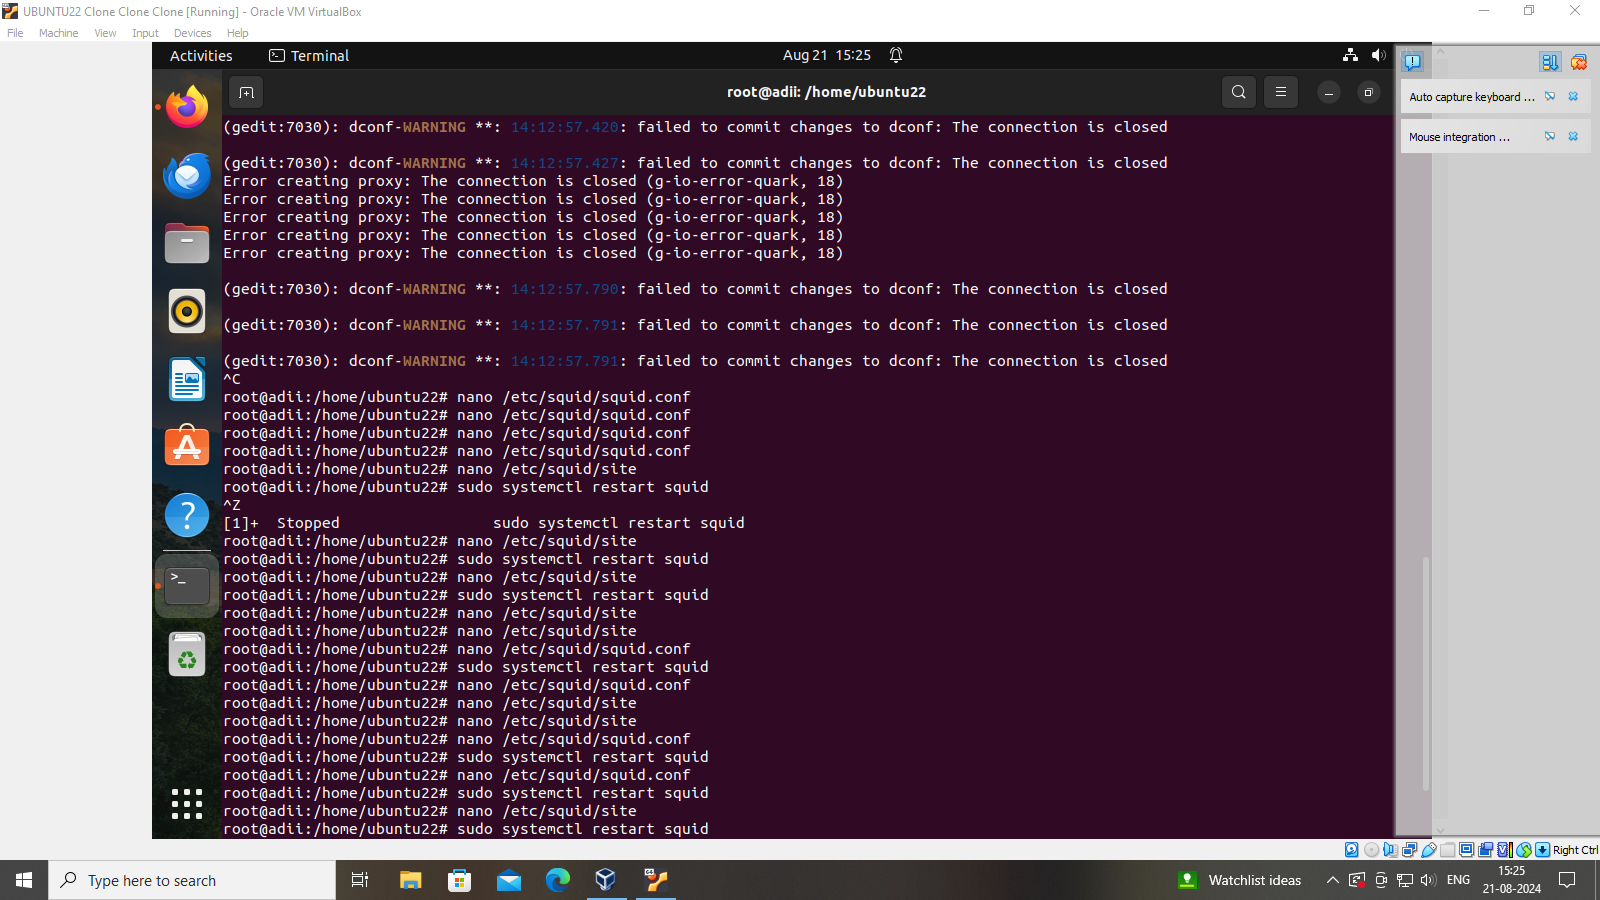 UBUNTU22 Clone Clone Clone [Running] - Oracle VM VirtualBox
File Machine View Input Devices Help
Activities Terminal Aug 21 15:25
root@adii: /home/ubuntu22
Auto capture keyboard ...
Mouse integration ...
(gedit:7030): dconf-WARNING **: 14:12:57.420: failed to commit changes to dconf: The connection is closed
(gedit:7030): dconf-WARNING **: 14:12:57.427: failed to commit changes to dconf: The connection is closed
Error creating proxy: The connection is closed (g-io-error-quark, 18)
Error creating proxy: The connection is closed (g-io-error-quark, 18)
Error creating proxy: The connection is closed (g-io-error-quark, 18)
Error creating proxy: The connection is closed (g-io-error-quark, 18)
Error creating proxy: The connection is closed (g-io-error-quark, 18)
(gedit:7030): dconf-WARNING **: 14:12:57.790: failed to commit changes to dconf: The connection is closed
(gedit:7030): dconf-WARNING **: 14:12:57.791: failed to commit changes to dconf: The connection is closed
(gedit:7030): dconf-WARNING **: 14:12:57.791: failed to commit changes to dconf: The connection is closed
^C
root@adii:/home/ubuntu22# nano /etc/squid/squid.conf
root@adii:/home/ubuntu22# nano /etc/squid/squid.conf
root@adii:/home/ubuntu22# nano /etc/squid/squid.conf
root@adii:/home/ubuntu22# nano /etc/squid/squid.conf
root@adii:/home/ubuntu22# nano /etc/squid/site
root@adii:/home/ubuntu22# sudo systemctl restart squid
^Z
[1]+  Stopped                 sudo systemctl restart squid
root@adii:/home/ubuntu22# nano /etc/squid/site
root@adii:/home/ubuntu22# sudo systemctl restart squid
root@adii:/home/ubuntu22# nano /etc/squid/site
root@adii:/home/ubuntu22# sudo systemctl restart squid
root@adii:/home/ubuntu22# nano /etc/squid/site
root@adii:/home/ubuntu22# nano /etc/squid/site
root@adii:/home/ubuntu22# nano /etc/squid/squid.conf
root@adii:/home/ubuntu22# sudo systemctl restart squid
root@adii:/home/ubuntu22# nano /etc/squid/squid.conf
root@adii:/home/ubuntu22# nano /etc/squid/site
root@adii:/home/ubuntu22# nano /etc/squid/site
root@adii:/home/ubuntu22# nano /etc/squid/squid.conf
root@adii:/home/ubuntu22# sudo systemctl restart squid
root@adii:/home/ubuntu22# nano /etc/squid/squid.conf
root@adii:/home/ubuntu22# sudo systemctl restart squid
root@adii:/home/ubuntu22# nano /etc/squid/site
root@adii:/home/ubuntu22# sudo systemctl restart squid
Right Ctrl
Type here to search
Watchlist ideas
ENG
15:25
21-08-2024